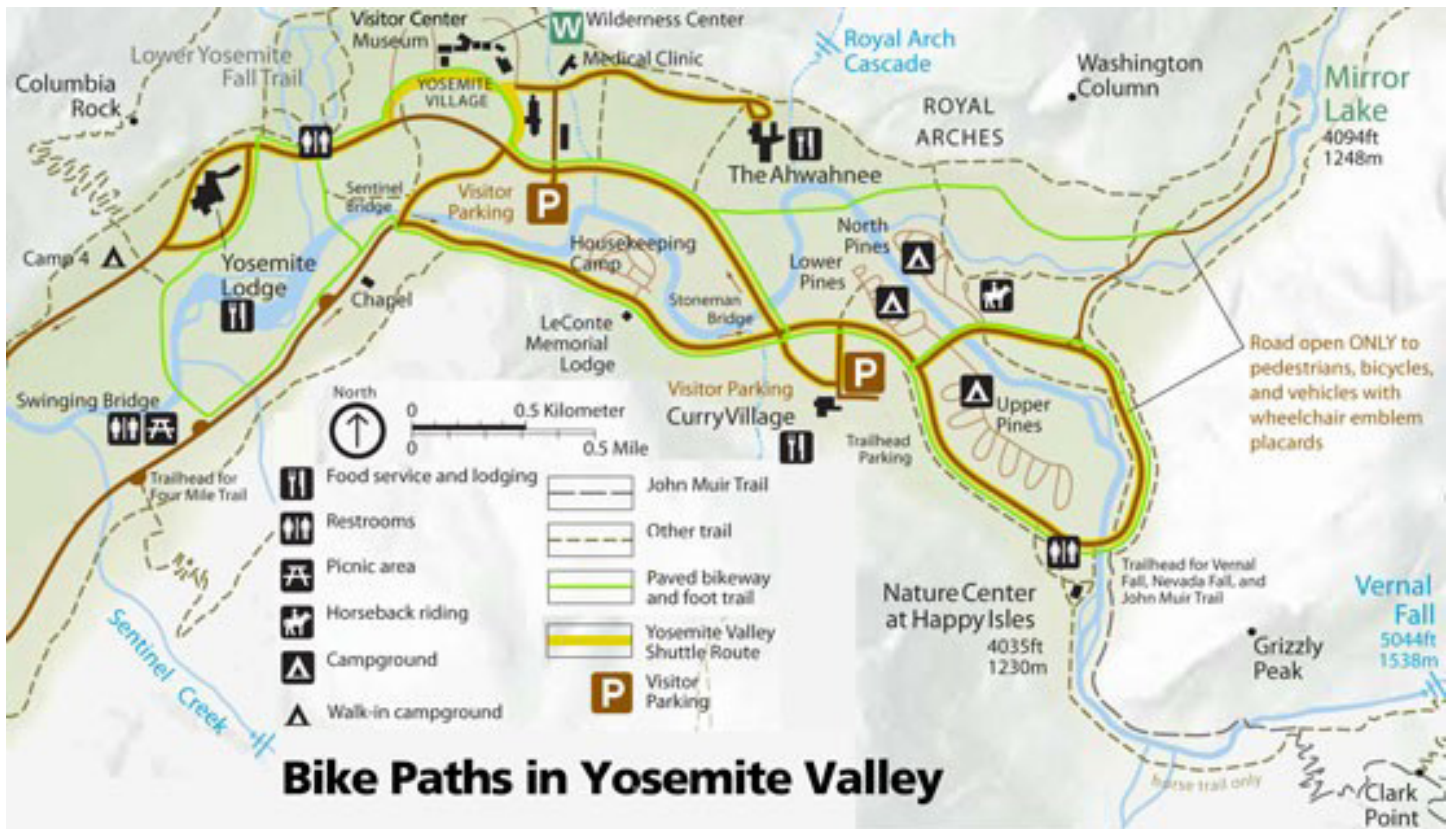 Visitor Center
Museum
W
Wilderness Center
Medical Clinic
Lower Yosemite
Fall Trail
Columbia
Rock
YOSEMITE
VILLAGE
Royal Arch
Cascade
Washington
Column
Mirror
Lake
4094ft
1248m
ROYAL
ARCHES
The Ahwahnee
Sentinel
Bridge
Visitor
Parking
P
Camp 4
Yosemite
Lodge
Chapel
Housekeeping
Camp
North
Pines
Lower
Pines
Stoneman
Bridge
LeConte
Memorial
Lodge
Visitor Parking
P
Curry Village
Upper
Pines
Trailhead
Parking
Road open ONLY to
pedestrians, bicycles,
and vehicles with
wheelchair emblem
placards
Swinging Bridge
Trailhead for
Four Mile Trail
Sentinel Creek
North
0 0.5 Kilometer
0 0.5 Mile
Food service and lodging
Restrooms
Picnic area
Horseback riding
Campground
Walk-in campground
John Muir Trail
Other trail
Paved bikeway
and foot trail
Yosemite Valley
Shuttle Route
P
Visitor
Parking
Nature Center
at Happy Isles
4035ft
1230m
Trailhead for Vernal
Fall, Nevada Fall, and
John Muir Trail
Vernal
Fall
5044ft
1538m
Grizzly
Peak
horse trail only
Clark
Point
Bike Paths in Yosemite Valley